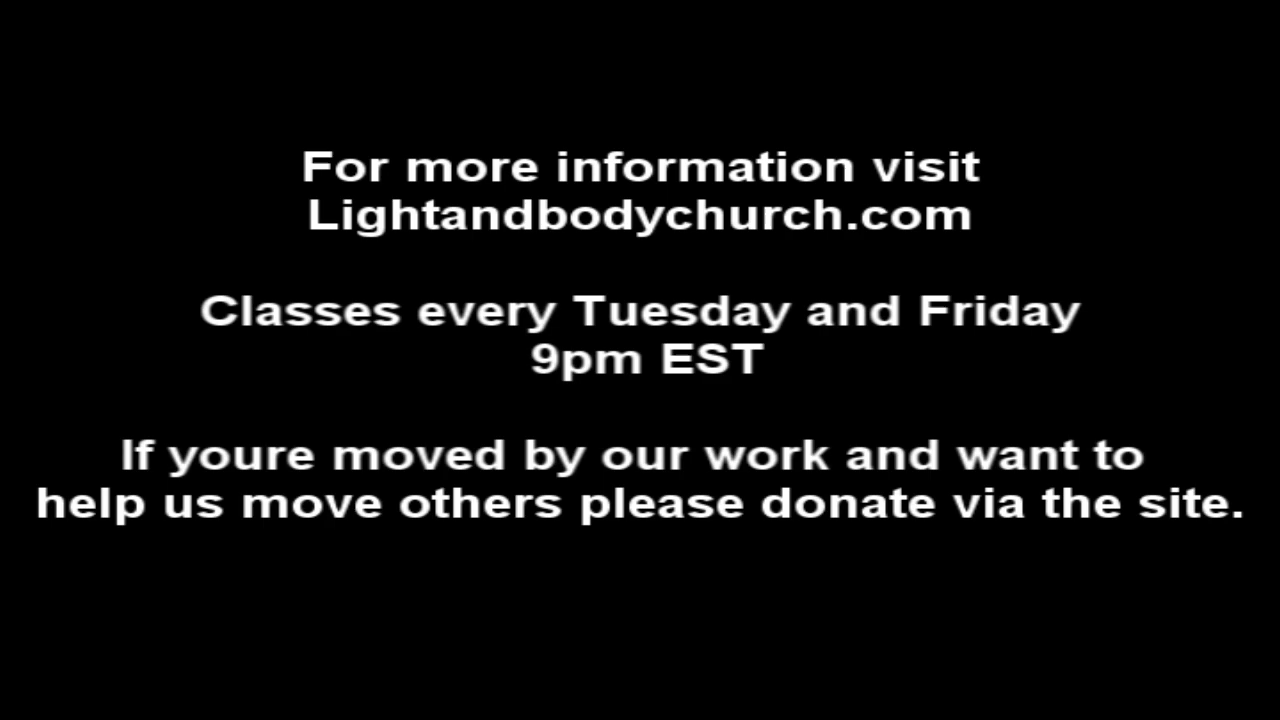 For more information visit
Lightandbodychurch.com
Classes every Tuesday and Friday
9pm EST
If youre moved by our work and want to
help us move others please donate via the site.